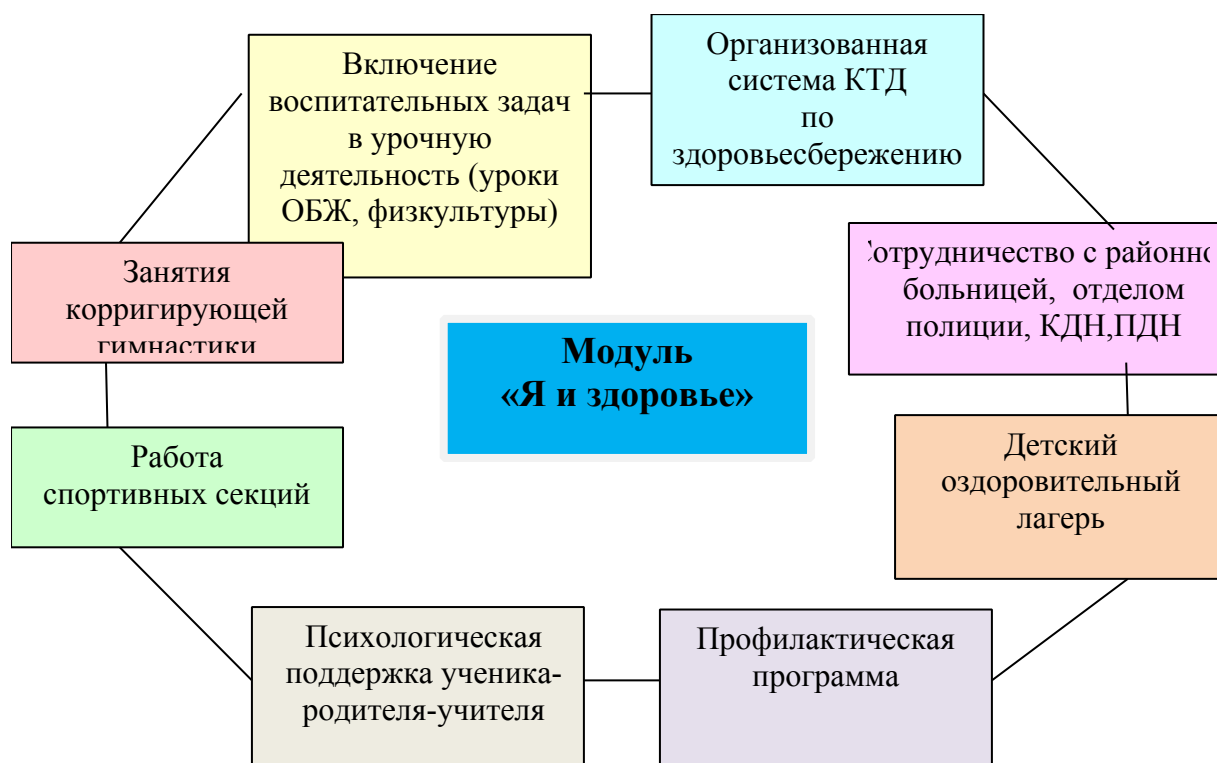 Включение
воспитательных задач
в урочную
деятельность (уроки
ОБЖ, физкультуры)
Организованная
система КТД
по
здоровьесбережению
отрудничество с районно
больницей, отделом
полиции, КДН,ПДН
Занятия
корригирующей
гимнастики
Модуль
«Я и здоровье»
Работа
спортивных секций
Детский
оздоровительный
лагерь
Психологическая
поддержка ученика-
родителя-учителя
Профилактическая
программа